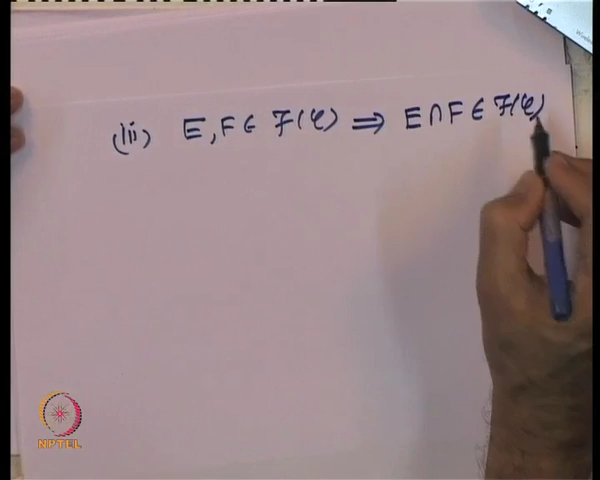 (iii) E, F ∈ 𝓕(𝒞) ⇒ E ∩ F ∈ 𝓕(𝒞)
NPTEL